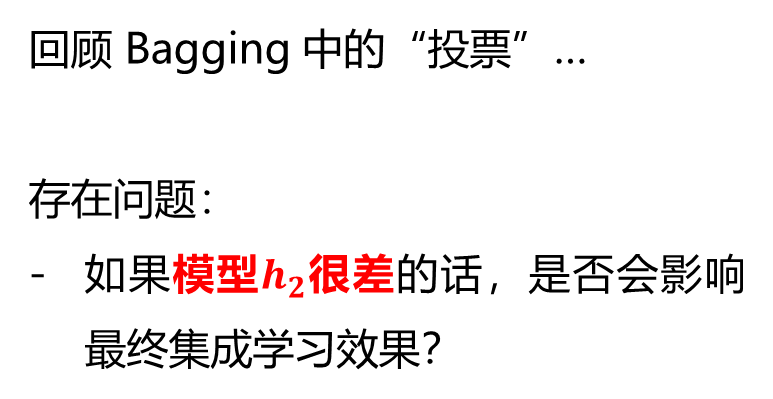 回顾 Bagging 中的“投票”…
存在问题：
- 如果模型h₂很差的话，是否会影响
最终集成学习效果？